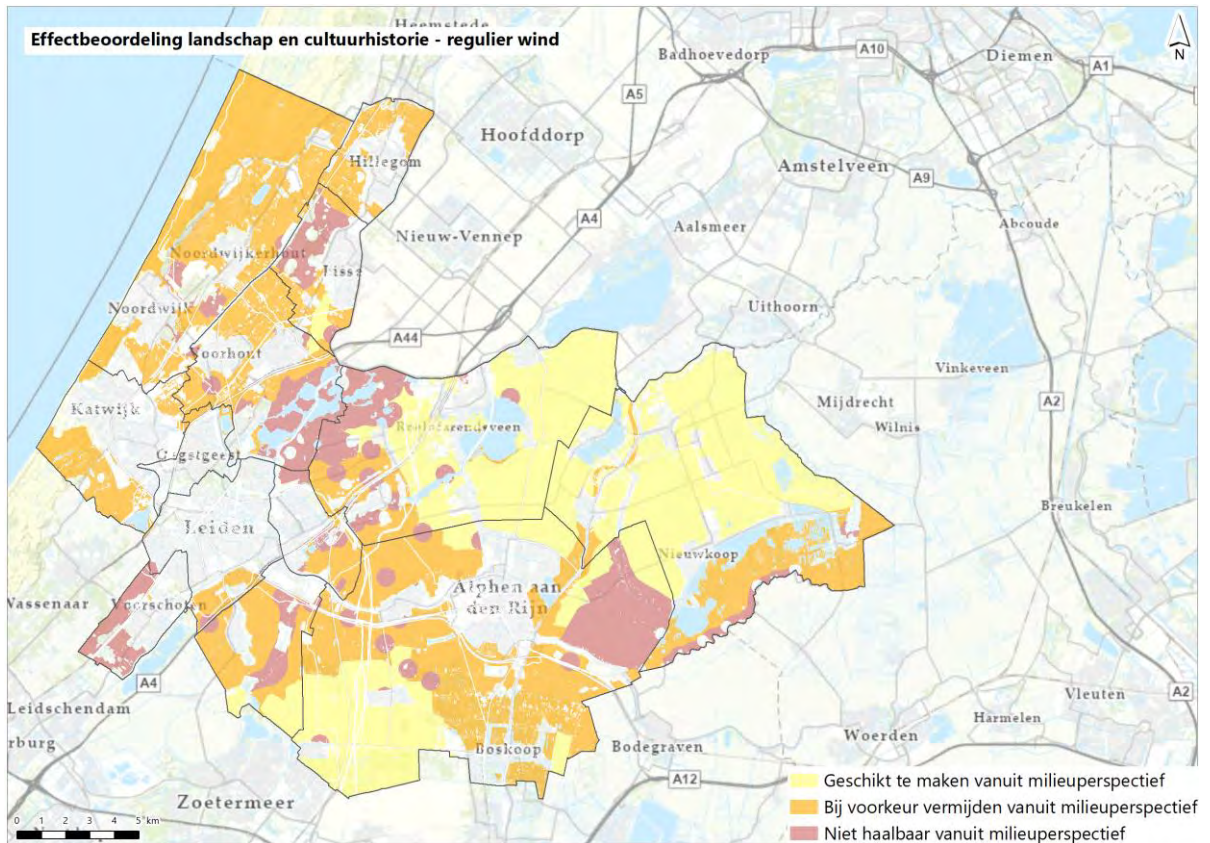 Effectbeoordeling landschap en cultuurhistorie - regulier wind
N
Heemstede
Badhoevedorp
A10
Diemen
A1
A5
Hoofddorp
Hillegom
Amstelveen
A9
A4
Abcoude
Nieuw-Vennep
Aalsmeer
Noordwijkerhout
Lisse
Uithoorn
Noordwijk
A44
Voorhout
Vinkeveen
A2
Katwijk
Mijdrecht
Roelofarendsveen
Wilnis
Oegstgeest
Breukelen
Leiden
Nieuwkoop
Alphen aan
den Rijn
Wassenaar
Voorschoten
A4
Vleuten
A2
Leidschendam
Harmelen
Woerden
rburg
Boskoop
Bodegraven
A12
Zoetermeer
Geschikt te maken vanuit milieuperspectief
Bij voorkeur vermijden vanuit milieuperspectief
Niet haalbaar vanuit milieuperspectief
0 1 2 3 4 5 km